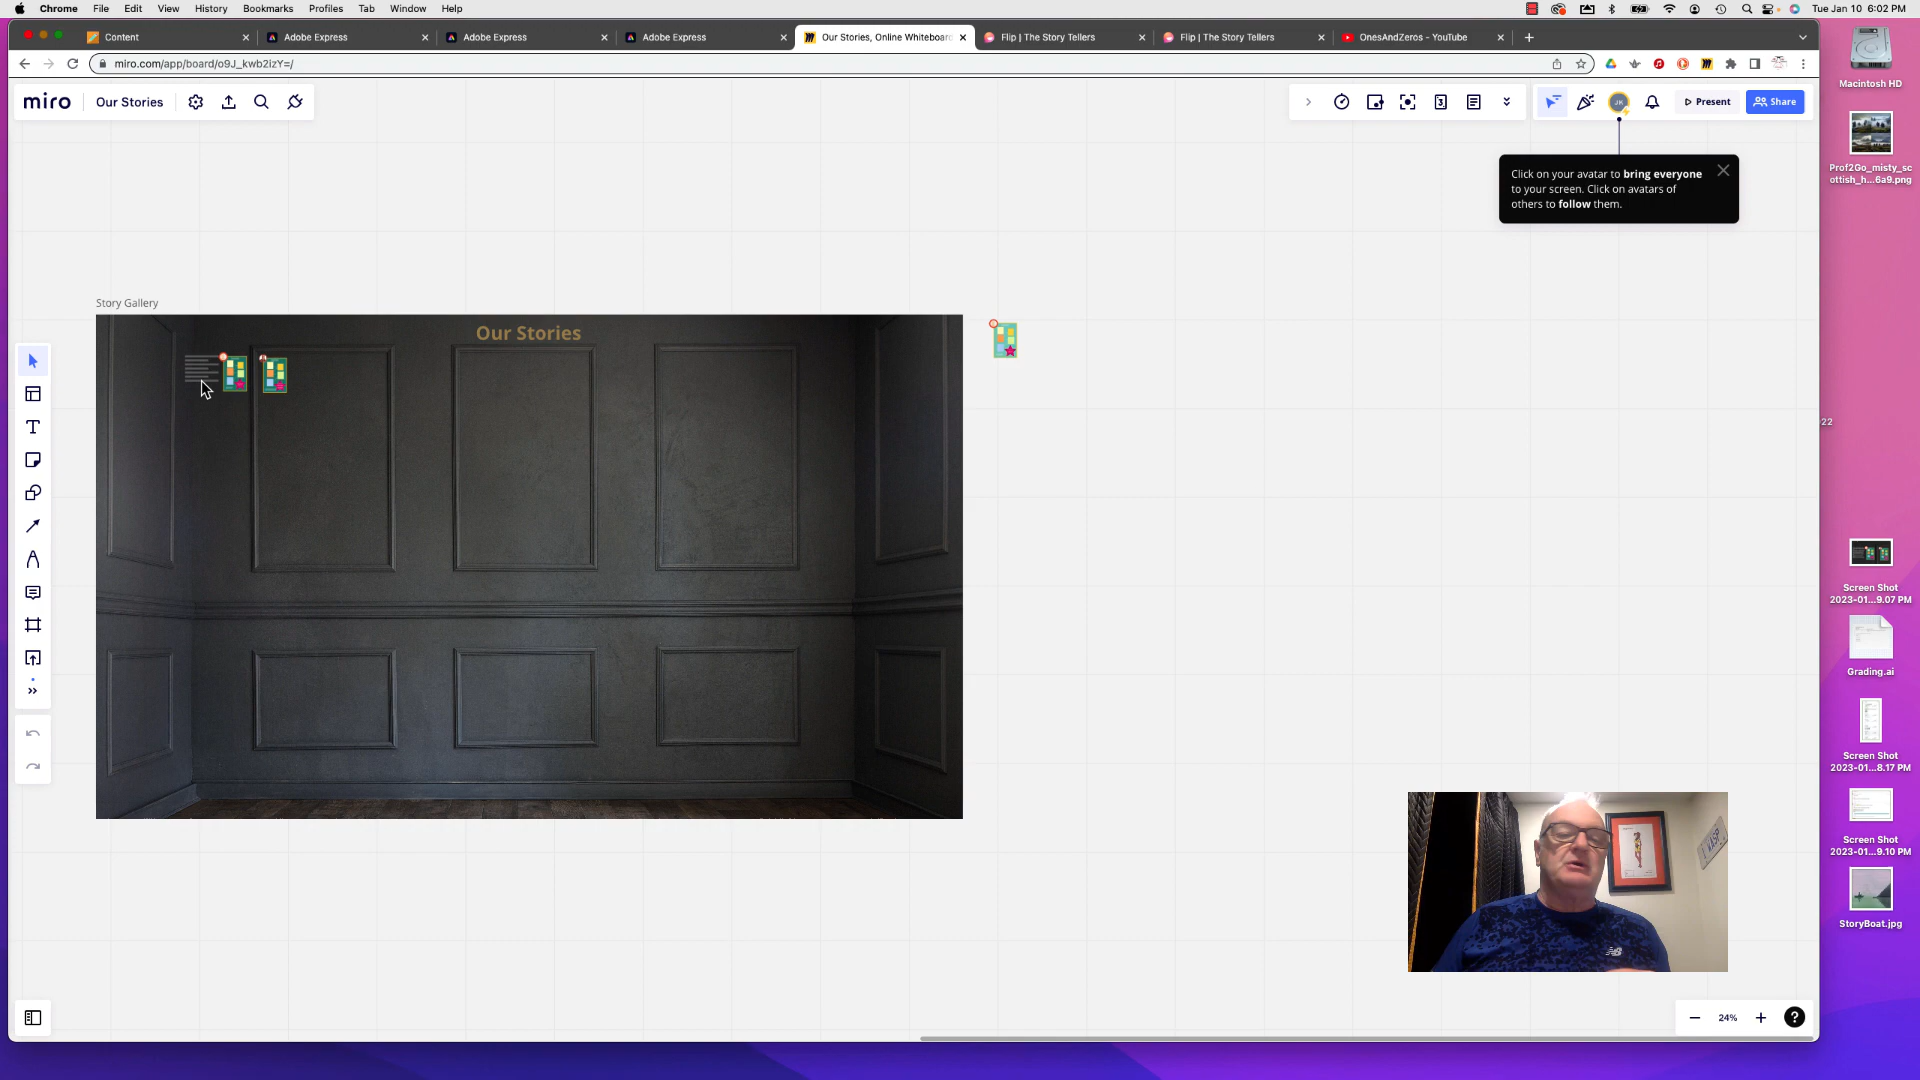 Chrome File Edit View History Bookmarks Profiles Tab Window Help
Tue Jan 10 6:02 PM
Content
Adobe Express
Adobe Express
Adobe Express
Our Stories, Online Whiteboard
Flip | The Story Tellers
Flip | The Story Tellers
OnesAndZeros - YouTube
miro.com/app/board/o9J_kwb2izY=/
miro
Our Stories
3
JK
Present
Share
Click on your avatar to bring everyone
to your screen. Click on avatars of
others to follow them.
Story Gallery
Our Stories
24%
Macintosh HD
Prof2Go_misty_sc
ottish_h...6a9.png
22
Screen Shot
2023-01...9.07 PM
Grading.ai
Screen Shot
2023-01...8.17 PM
Screen Shot
2023-01...9.10 PM
StoryBoat.jpg